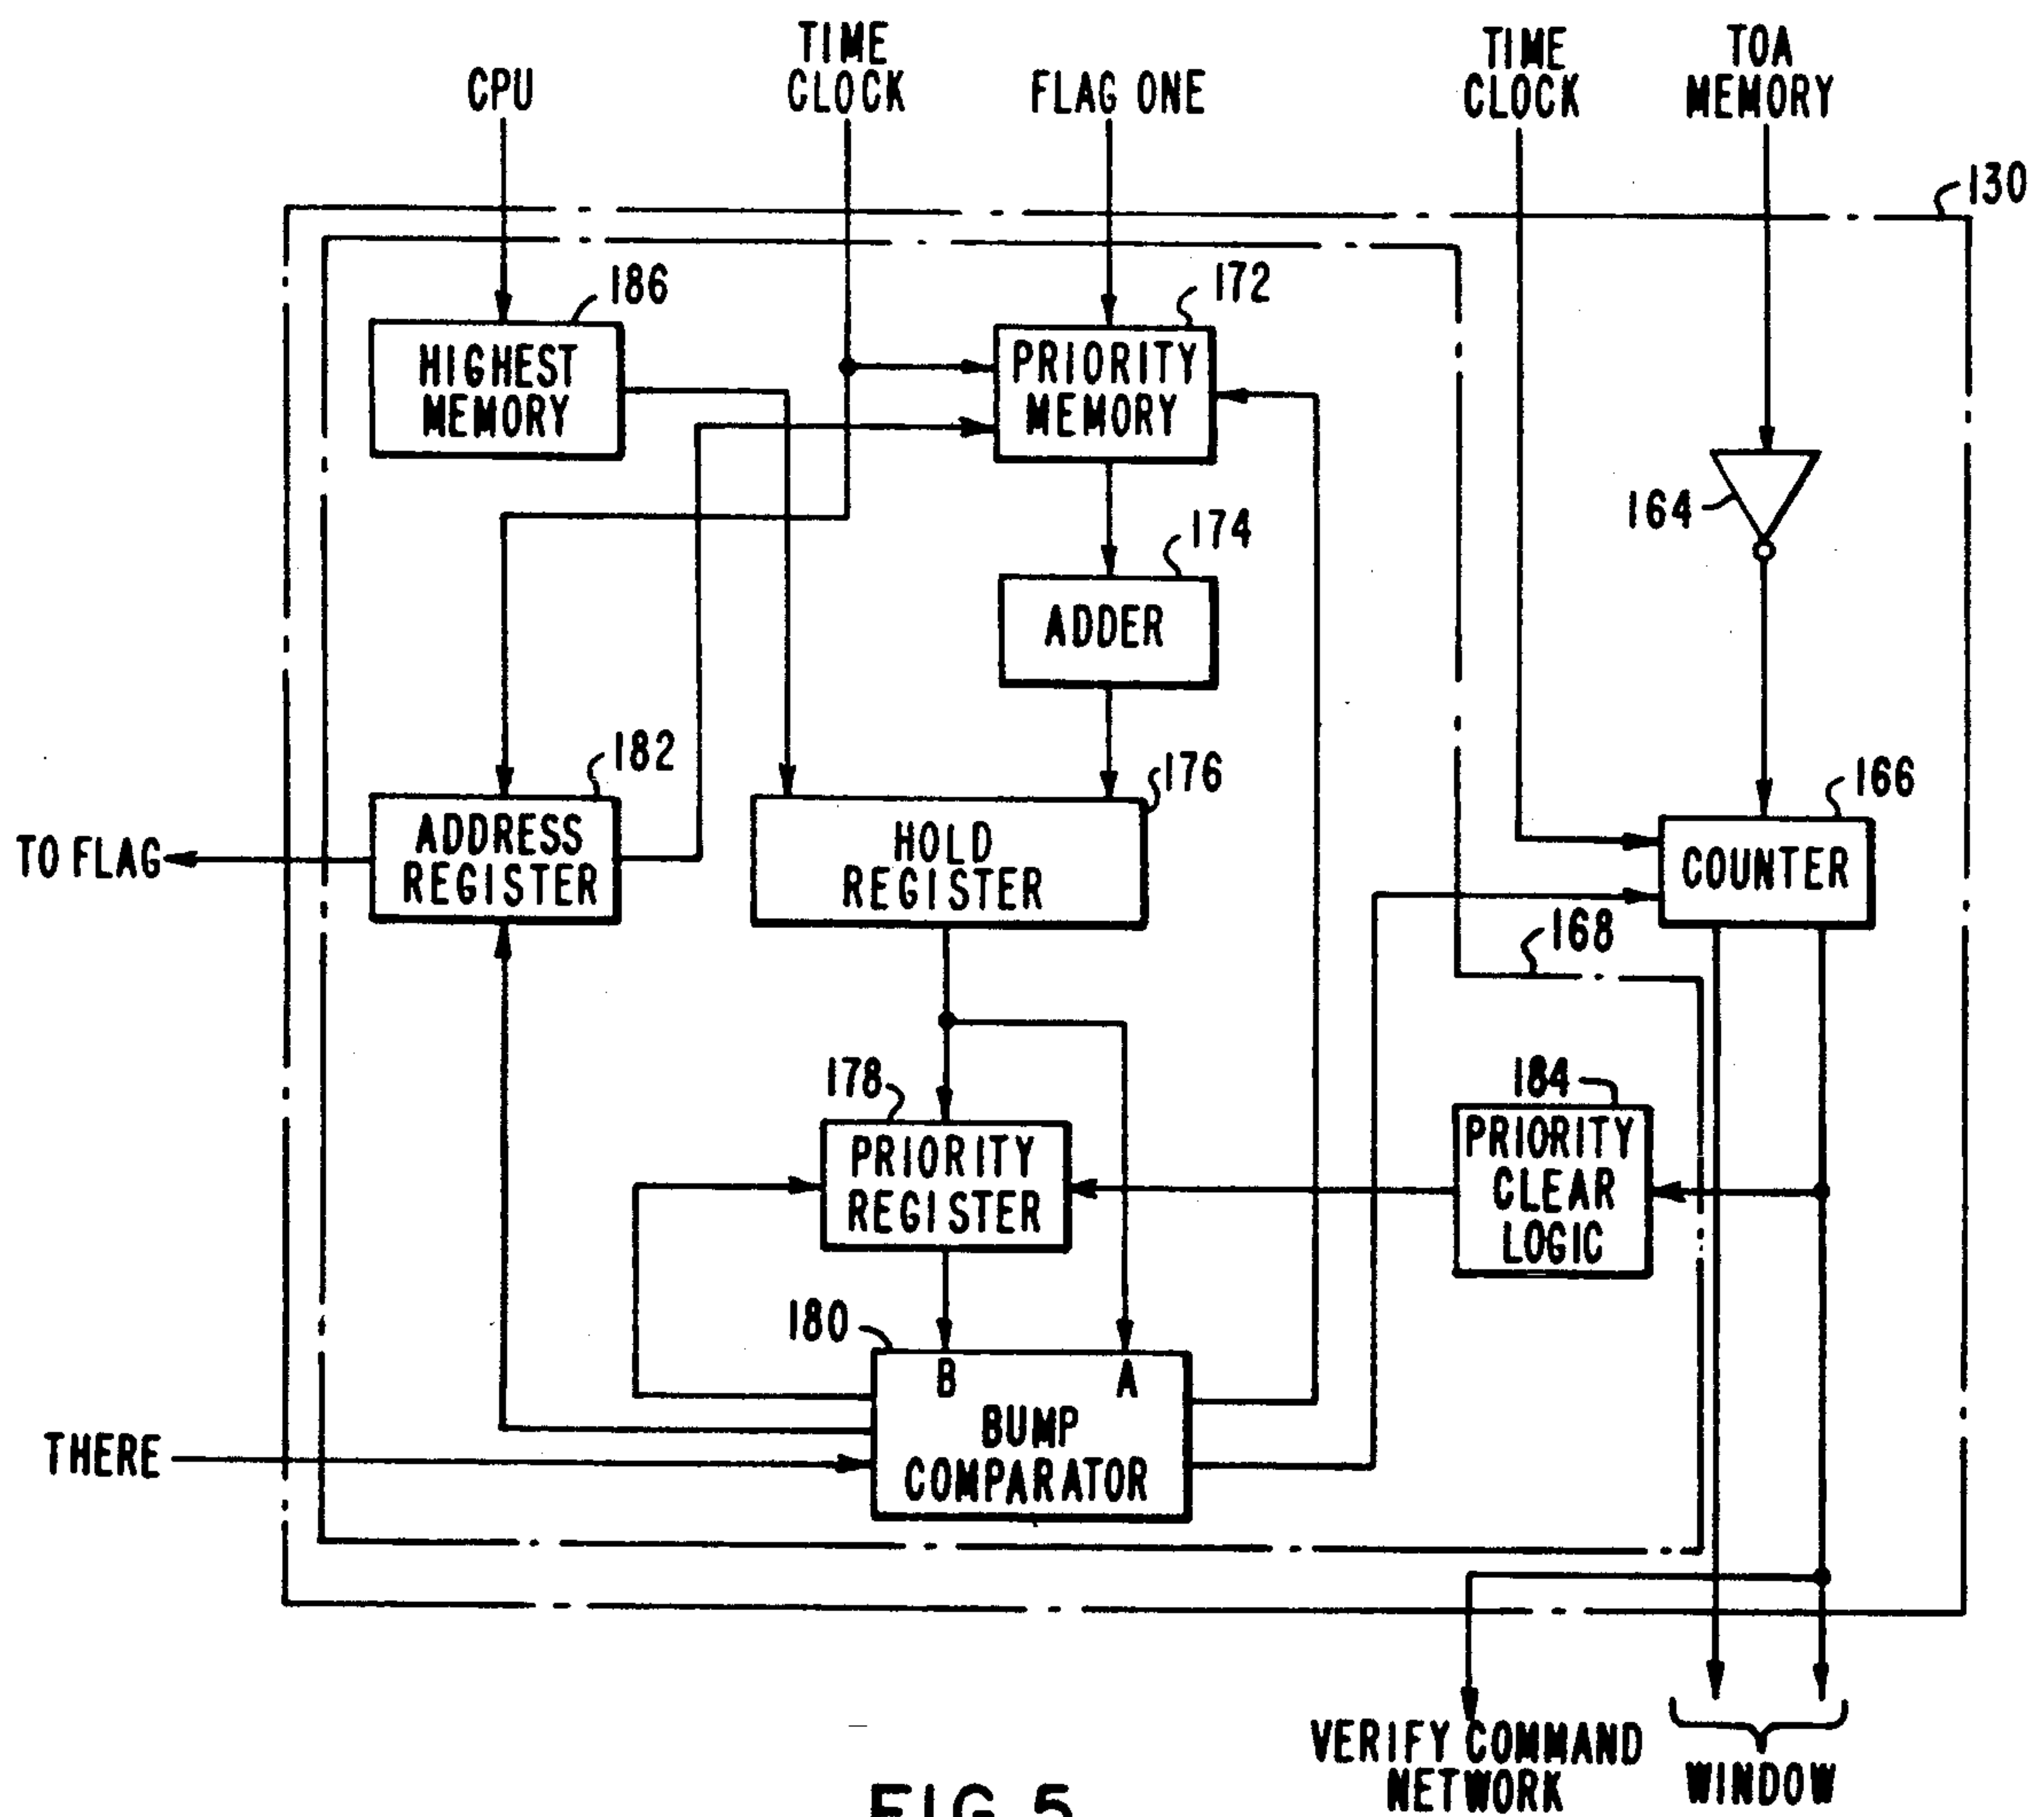 CPU
TIME
CLOCK
FLAG ONE
TIME
CLOCK
TOA
MEMORY
130
186
HIGHEST
MEMORY
172
PRIORITY
MEMORY
164
174
ADDER
182
ADDRESS
REGISTER
TO FLAG
176
HOLD
REGISTER
166
COUNTER
168
178
PRIORITY
REGISTER
184
PRIORITY
CLEAR
LOGIC
180
B
A
BUMP
COMPARATOR
THERE
VERIFY COMMAND
NETWORK
WINDOW
FIG. 5